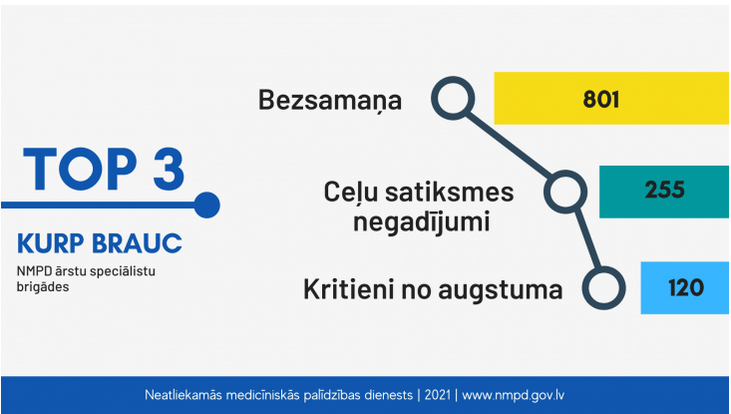 TOP 3
KURP BRAUC
NMPD ārstu speciālistu
brigādes
Bezsamaņa
801
Ceļu satiksmes
negadījumi
255
Kritieni no augstuma
120
Neatliekamās medicīniskās palīdzības dienests | 2021 | www.nmpd.gov.lv